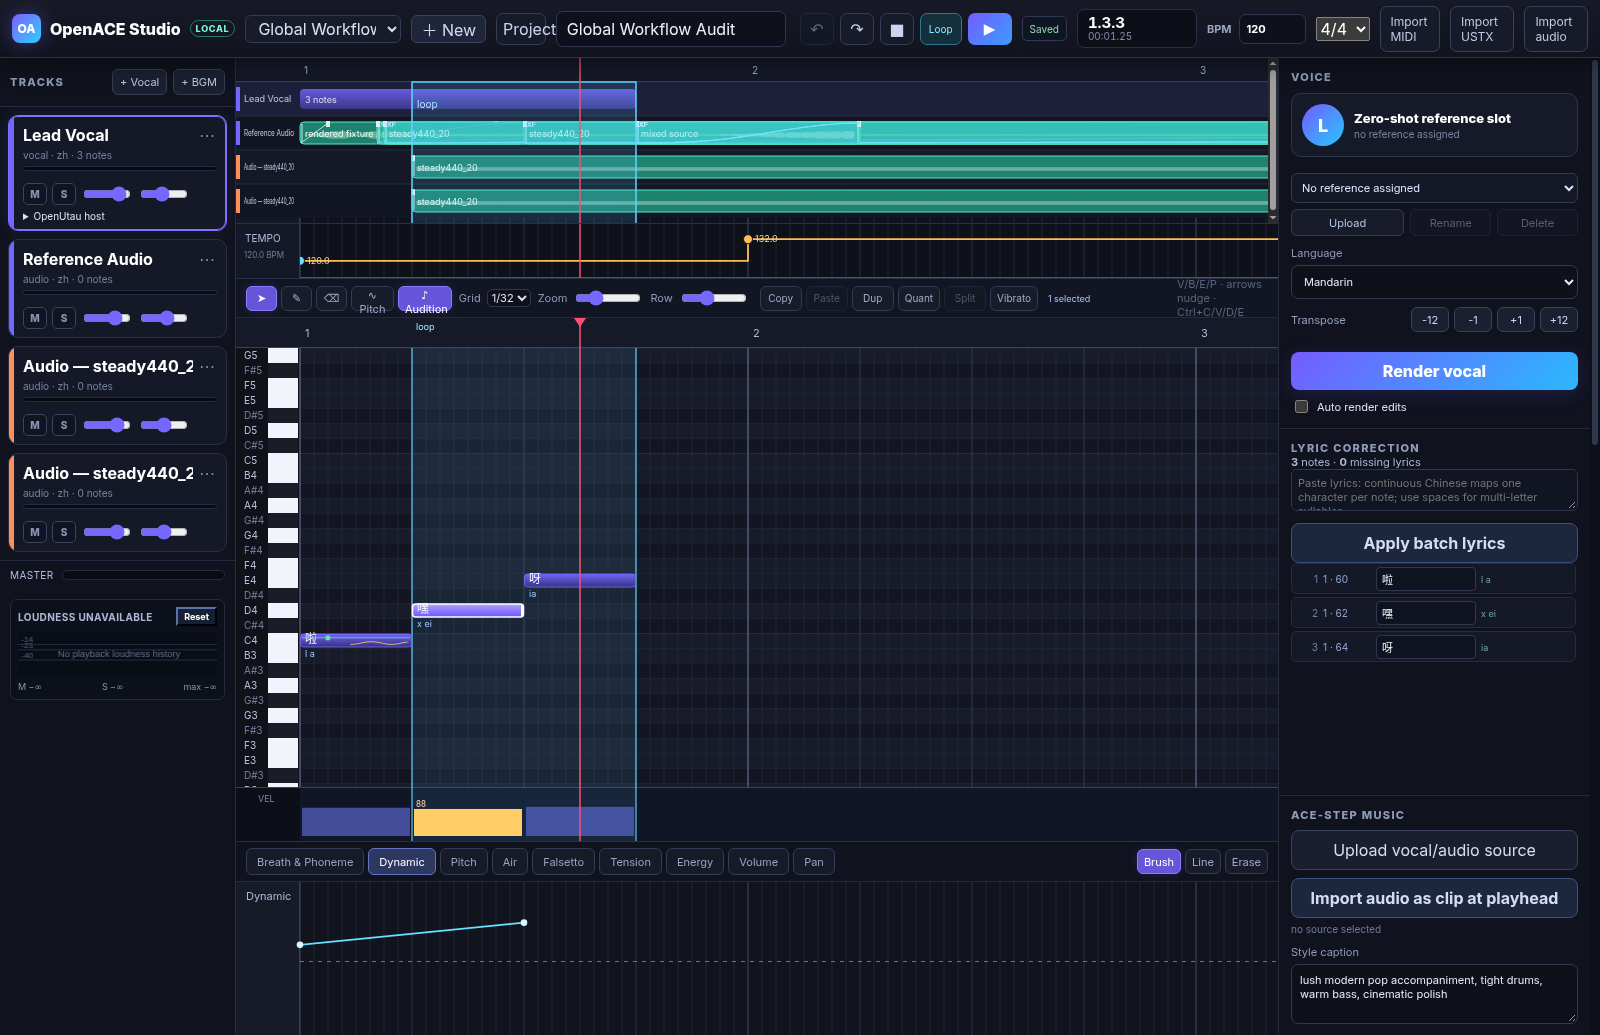 OA OpenACE Studio LOCAL Global Workflow + New Project Global Workflow Audit ↶ ↷ Loop ▶ Saved 1.3.3 00:01.25 BPM 120 4/4 Import MIDI Import USTX Import audio
TRACKS + Vocal + BGM
Lead Vocal ···
vocal · zh · 3 notes
M S
▶ OpenUtau host
Reference Audio ···
audio · zh · 0 notes
M S
Audio — steady440_2 ···
audio · zh · 0 notes
M S
Audio — steady440_2 ···
audio · zh · 0 notes
M S
MASTER
LOUDNESS UNAVAILABLE Reset
-14
-23
-40
No playback loudness history
M −∞ S −∞ max −∞
1 2 3
Lead Vocal 3 notes loop
Reference Audio rendered fixture steady440_20 steady440_20 mixed source
Audio — steady440_20 steady440_20
Audio — steady440_20 steady440_20
TEMPO
120.0 BPM
120.0 132.0
Pitch Audition Grid 1/32 Zoom Row Copy Paste Dup Quant Split Vibrato 1 selected
V/B/E/P · arrows
nudge ·
Ctrl+C/V/D/E
loop
1 2 3
G5
F#5
F5
E5
D#5
D5
C#5
C5
B4
A#4
A4
G#4
G4
F#4
F4
E4 呀
D#4 ia
D4 嘿
C#4 x ei
C4 啦
B3 l a
A#3
A3
G#3
G3
F#3
F3
E3
D#3
VEL 88
Breath & Phoneme Dynamic Pitch Air Falsetto Tension Energy Volume Pan Brush Line Erase
Dynamic
VOICE
L Zero-shot reference slot
no reference assigned
No reference assigned
Upload Rename Delete
Language
Mandarin
Transpose -12 -1 +1 +12
Render vocal
Auto render edits
LYRIC CORRECTION
3 notes · 0 missing lyrics
Paste lyrics: continuous Chinese maps one
character per note; use spaces for multi-letter
Apply batch lyrics
1 1 · 60 啦 l a
2 1 · 62 嘿 x ei
3 1 · 64 呀 ia
ACE-STEP MUSIC
Upload vocal/audio source
Import audio as clip at playhead
no source selected
Style caption
lush modern pop accompaniment, tight drums,
warm bass, cinematic polish